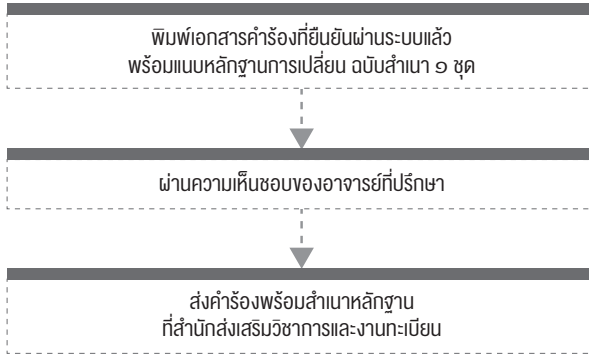 พิมพ์เอกสารคำร้องที่ยืนยันผ่านระบบแล้ว
พร้อมแนบหลักฐานการเปลี่ยน ฉบับสำเนา ๑ ชุด
ผ่านความเห็นชอบของอาจารย์ที่ปรึกษา
ส่งคำร้องพร้อมสำเนาหลักฐาน
ที่สำนักส่งเสริมวิชาการและงานทะเบียน